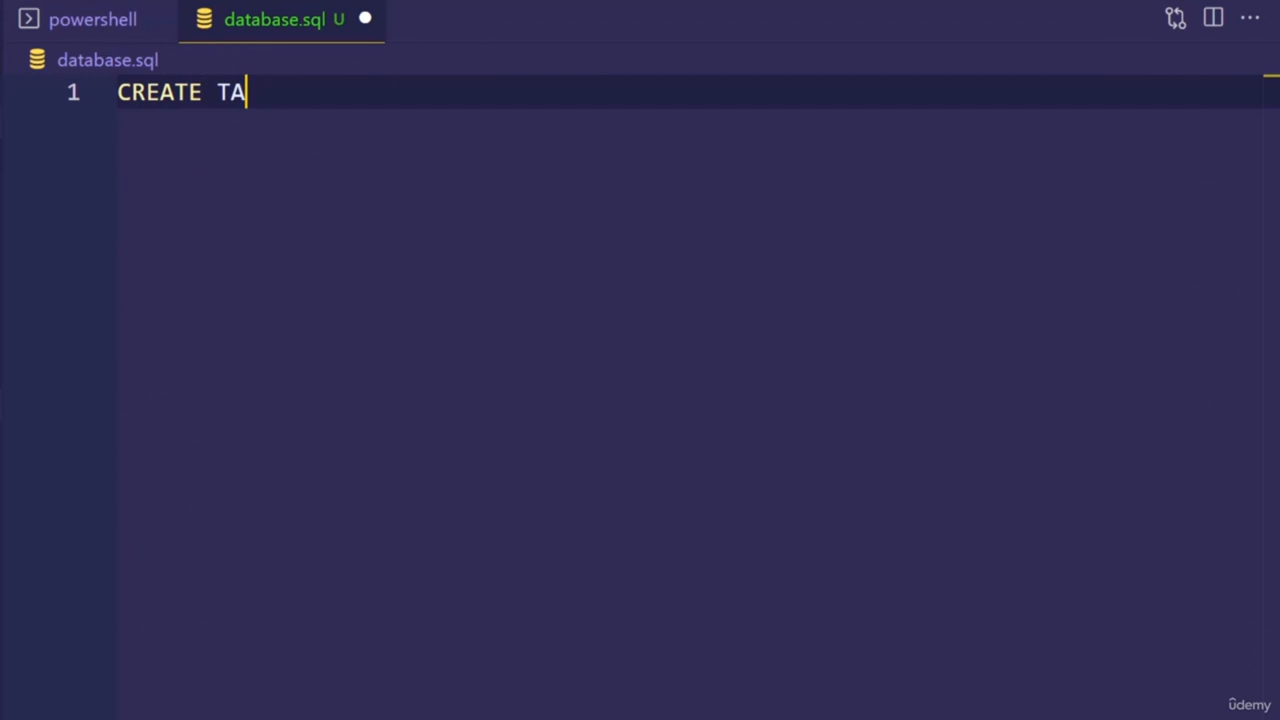 powershell
database.sql U
database.sql
1 CREATE TA
ûdemy